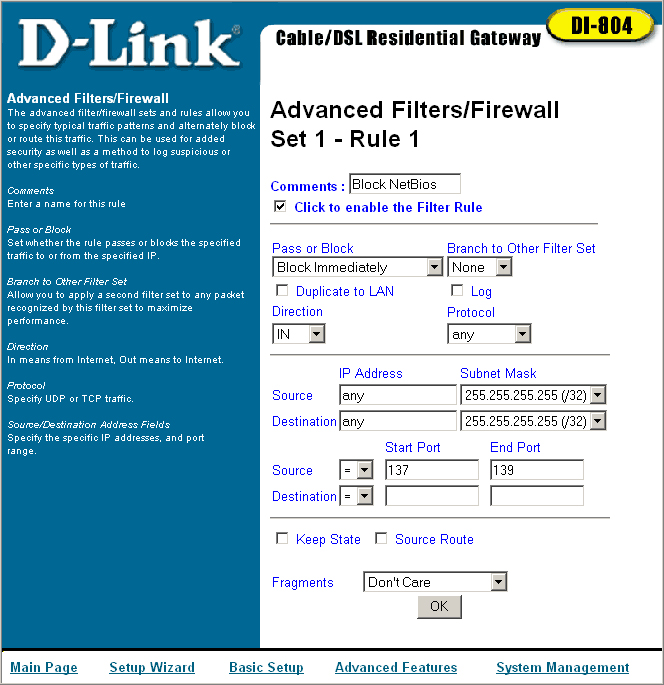 D-Link
Cable/DSL Residential Gateway
DI-804
Advanced Filters/Firewall
The advanced filter/firewall sets and rules allow you
to specify typical traffic patterns and alternately block
or route this traffic. This can be used for added
security as well as a method to log suspicious or
other specific types of traffic.
Comments
Enter a name for this rule
Pass or Block
Set whether the rule passes or blocks the specified
traffic to or from the specified IP.
Branch to Other Filter Set
Allow you to apply a second filter set to any packet
recognized by this filter set to maximize
performance.
Direction
In means from Internet, Out means to Internet.
Protocol
Specify UDP or TCP traffic.
Source/Destination Address Fields
Specify the specific IP addresses, and port
range.
Advanced Filters/Firewall
Set 1 - Rule 1
Comments : Block NetBios
Click to enable the Filter Rule
Pass or Block Branch to Other Filter Set
Block Immediately None
Duplicate to LAN Log
Direction Protocol
IN any
IP Address Subnet Mask
Source any 255.255.255.255 (/32)
Destination any 255.255.255.255 (/32)
Start Port End Port
Source = 137 139
Destination =
Keep State Source Route
Fragments Don't Care
OK
Main Page Setup Wizard Basic Setup Advanced Features System Management